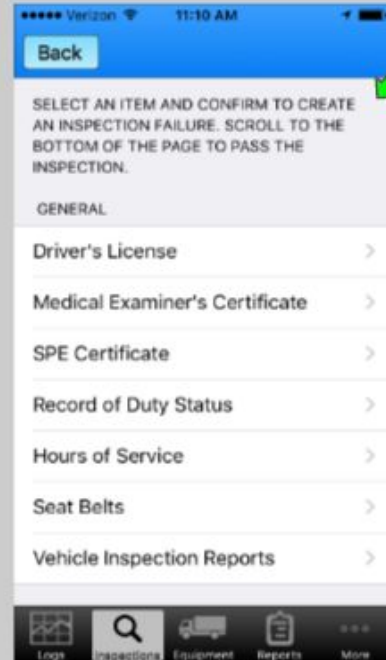 Verizon 11:10 AM
Back
SELECT AN ITEM AND CONFIRM TO CREATE
AN INSPECTION FAILURE. SCROLL TO THE
BOTTOM OF THE PAGE TO PASS THE
INSPECTION.
GENERAL
Driver's License
Medical Examiner's Certificate
SPE Certificate
Record of Duty Status
Hours of Service
Seat Belts
Vehicle Inspection Reports
Logs Inspections Equipment Reports More